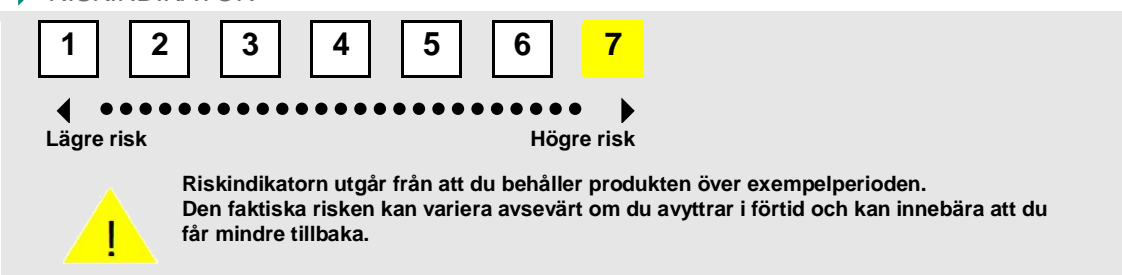 RISKINDIKATOR
1 2 3 4 5 6 7
Lägre risk Högre risk
Riskindikatorn utgår från att du behåller produkten över exempelperioden.
Den faktiska risken kan variera avsevärt om du avyttrar i förtid och kan innebära att du
får mindre tillbaka.
!